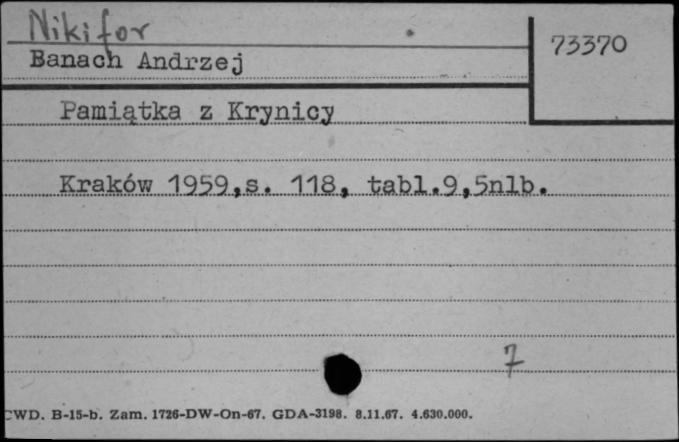 Nikifor
73370
Banach Andrzej
Pamiątka z Krynicy
Kraków 1959,s. 118, tabl.9,5nlb.
7
CWD. B-15-b. Zam. 1726-DW-On-67. GDA-3198. 8.11.67. 4.630.000.